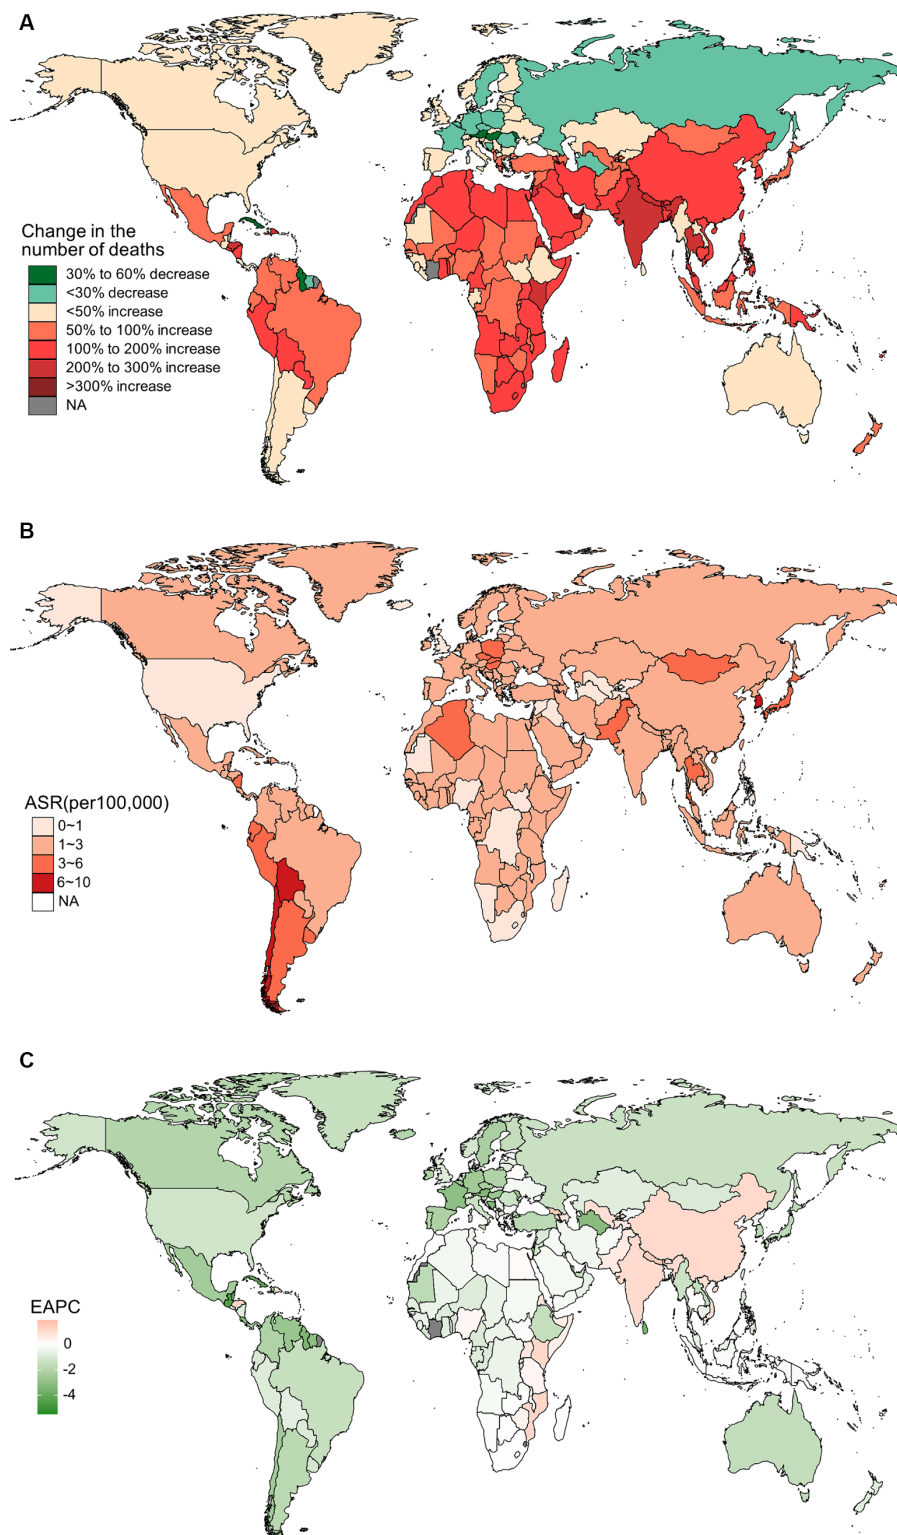 A
Change in the
number of deaths
30% to 60% decrease
<30% decrease
<50% increase
50% to 100% increase
100% to 200% increase
200% to 300% increase
>300% increase
NA
B
ASR(per100,000)
0~1
1~3
3~6
6~10
NA
C
EAPC
0
-2
-4